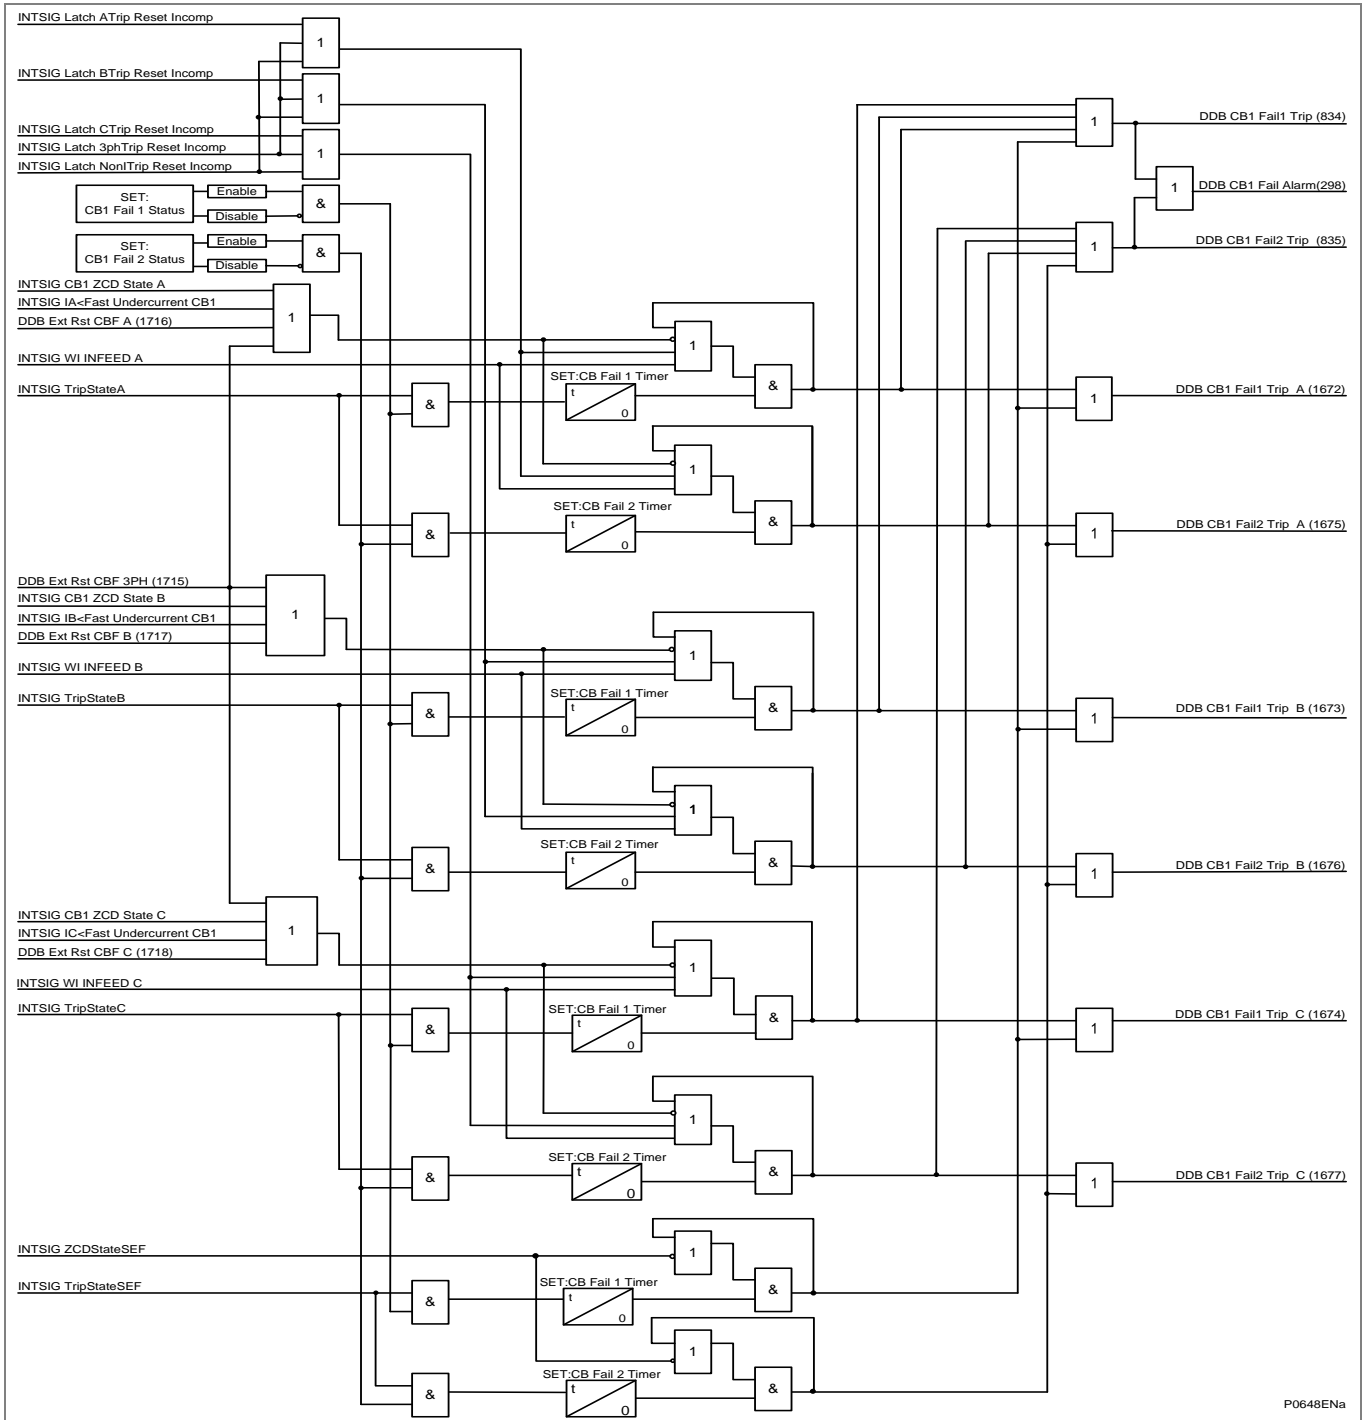 INTSIG Latch ATrip Reset Incomp
1
INTSIG Latch BTrip Reset Incomp
1
INTSIG Latch CTrip Reset Incomp
INTSIG Latch 3phTrip Reset Incomp
1
INTSIG Latch NonITrip Reset Incomp
SET:
CB1 Fail 1 Status
Enable
Disable
&
SET:
CB1 Fail 2 Status
Enable
Disable
&
1
DDB CB1 Fail1 Trip (834)
1
DDB CB1 Fail Alarm(298)
1
DDB CB1 Fail2 Trip (835)
INTSIG CB1 ZCD State A
INTSIG IA<Fast Undercurrent CB1
DDB Ext Rst CBF A (1716)
1
INTSIG WI INFEED A
1
INTSIG TripStateA
&
SET:CB Fail 1 Timer
t
0
&
1
DDB CB1 Fail1 Trip A (1672)
1
&
SET:CB Fail 2 Timer
t
0
&
1
DDB CB1 Fail2 Trip A (1675)
DDB Ext Rst CBF 3PH (1715)
INTSIG CB1 ZCD State B
INTSIG IB<Fast Undercurrent CB1
DDB Ext Rst CBF B (1717)
1
INTSIG WI INFEED B
1
INTSIG TripStateB
&
SET:CB Fail 1 Timer
t
0
&
1
DDB CB1 Fail1 Trip B (1673)
1
&
SET:CB Fail 2 Timer
t
0
&
1
DDB CB1 Fail2 Trip B (1676)
INTSIG CB1 ZCD State C
INTSIG IC<Fast Undercurrent CB1
DDB Ext Rst CBF C (1718)
1
INTSIG WI INFEED C
1
INTSIG TripStateC
&
SET:CB Fail 1 Timer
t
0
&
1
DDB CB1 Fail1 Trip C (1674)
1
&
SET:CB Fail 2 Timer
t
0
&
1
DDB CB1 Fail2 Trip C (1677)
INTSIG ZCDStateSEF
1
INTSIG TripStateSEF
&
SET:CB Fail 1 Timer
t
0
&
1
&
SET:CB Fail 2 Timer
t
0
&
P0648ENa